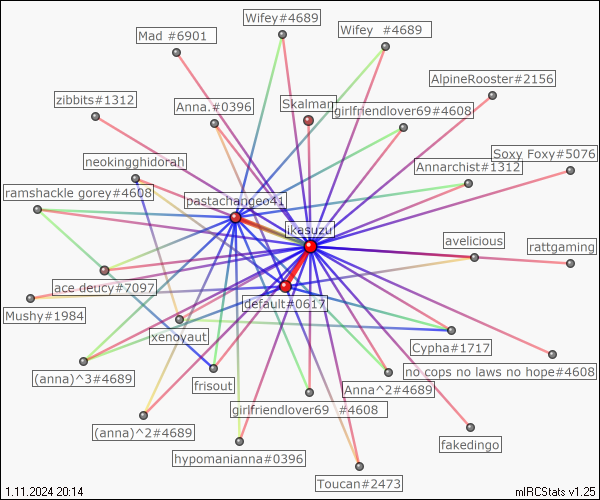 Wifey#4689
Wifey  #4689
Mad #6901
AlpineRooster#2156
zibbits#1312
Anna.#0396
Skalman
girlfriendlover69#4608
Soxy Foxy#5076
neokingghidorah
Annarchist#1312
ramshackle gorey#4608
pastachangeo41
ikasuzu
avelicious
rattgaming
ace deucy#7097
default#0617
Mushy#1984
xenoyaut
Cypha#1717
(anna)^3#4689
frisout
no cops no laws no hope#4608
Anna^2#4689
girlfriendlover69  #4608
(anna)^2#4689
fakedingo
hypomanianna#0396
Toucan#2473
1.11.2024 20:14
mIRCStats v1.25